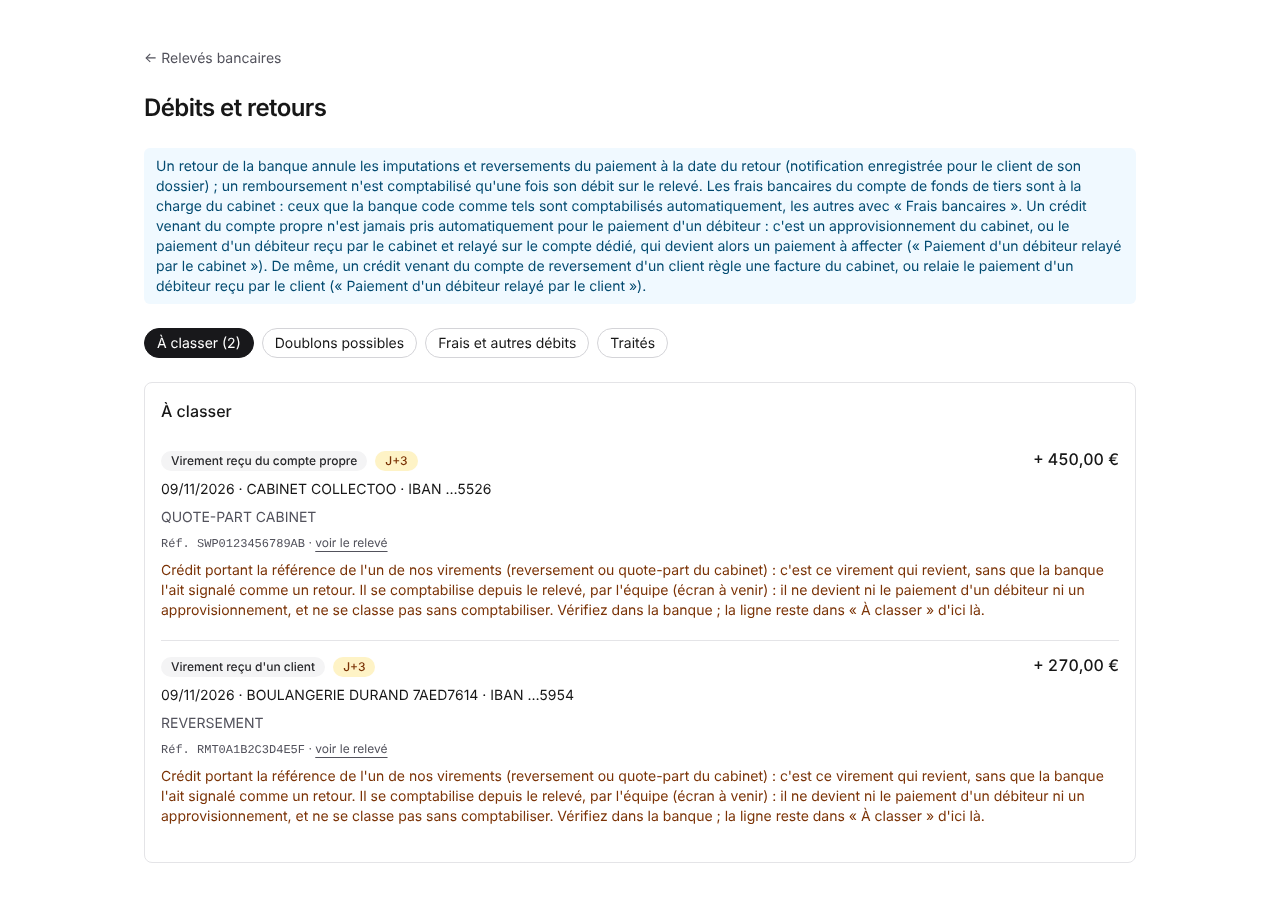 ← Relevés bancaires
Débits et retours
Un retour de la banque annule les imputations et reversements du paiement à la date du retour (notification enregistrée pour le client de son
dossier) ; un remboursement n'est comptabilisé qu'une fois son débit sur le relevé. Les frais bancaires du compte de fonds de tiers sont à la
charge du cabinet : ceux que la banque code comme tels sont comptabilisés automatiquement, les autres avec « Frais bancaires ». Un crédit
venant du compte propre n'est jamais pris automatiquement pour le paiement d'un débiteur : c'est un approvisionnement du cabinet, ou le
paiement d'un débiteur reçu par le cabinet et relayé sur le compte dédié, qui devient alors un paiement à affecter (« Paiement d'un débiteur relayé
par le cabinet »). De même, un crédit venant du compte de reversement d'un client règle une facture du cabinet, ou relaie le paiement d'un
débiteur reçu par le client (« Paiement d'un débiteur relayé par le client »).
À classer (2) Doublons possibles Frais et autres débits Traités
À classer
Virement reçu du compte propre J+3 + 450,00 €
09/11/2026 · CABINET COLLECTOO · IBAN …5526
QUOTE-PART CABINET
Réf. SWP0123456789AB · voir le relevé
Crédit portant la référence de l'un de nos virements (reversement ou quote-part du cabinet) : c'est ce virement qui revient, sans que la banque
l'ait signalé comme un retour. Il se comptabilise depuis le relevé, par l'équipe (écran à venir) : il ne devient ni le paiement d'un débiteur ni un
approvisionnement, et ne se classe pas sans comptabiliser. Vérifiez dans la banque ; la ligne reste dans « À classer » d'ici là.
Virement reçu d'un client J+3 + 270,00 €
09/11/2026 · BOULANGERIE DURAND 7AED7614 · IBAN …5954
REVERSEMENT
Réf. RMT0A1B2C3D4E5F · voir le relevé
Crédit portant la référence de l'un de nos virements (reversement ou quote-part du cabinet) : c'est ce virement qui revient, sans que la banque
l'ait signalé comme un retour. Il se comptabilise depuis le relevé, par l'équipe (écran à venir) : il ne devient ni le paiement d'un débiteur ni un
approvisionnement, et ne se classe pas sans comptabiliser. Vérifiez dans la banque ; la ligne reste dans « À classer » d'ici là.